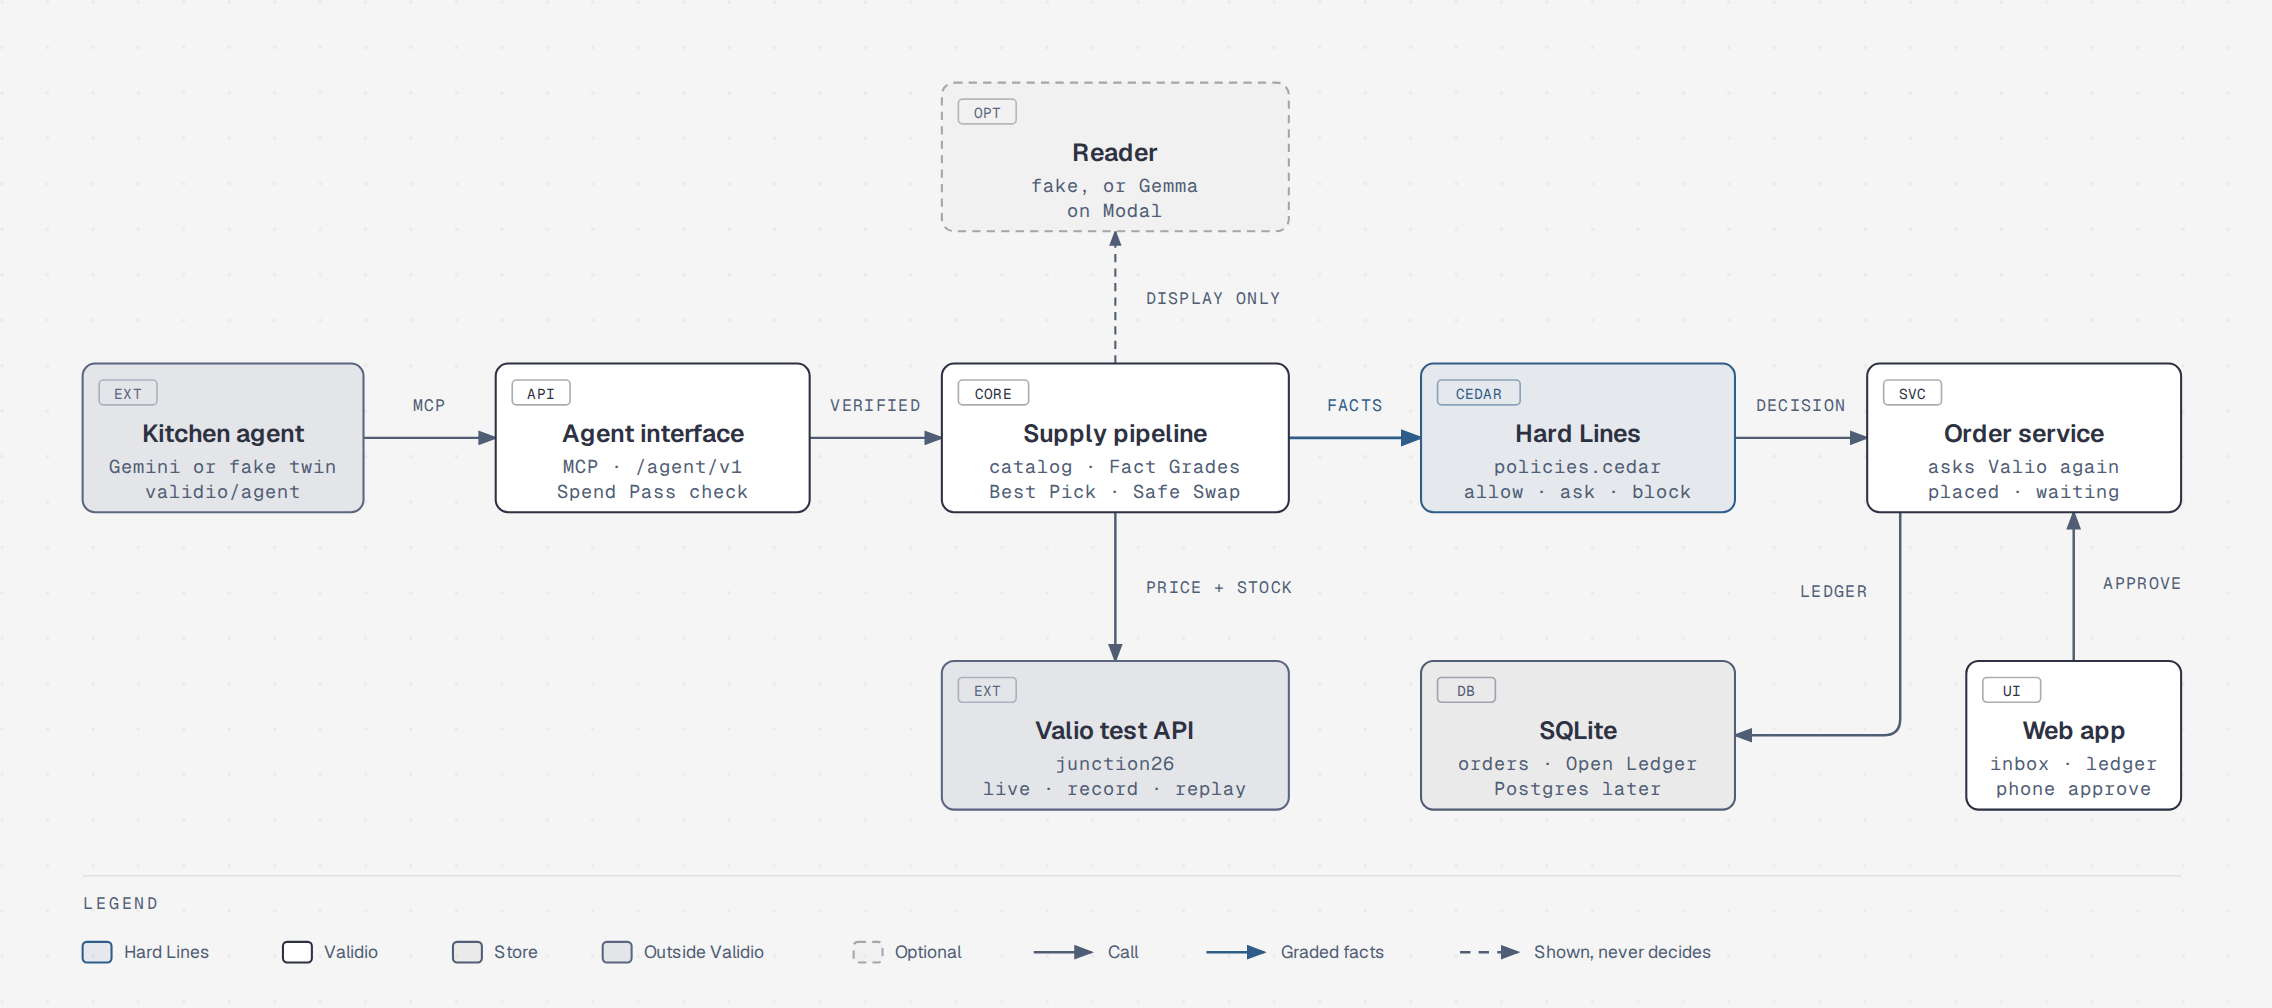 OPT
Reader
fake, or Gemma
on Modal
DISPLAY ONLY
EXT
Kitchen agent
Gemini or fake twin
validio/agent
MCP
API
Agent interface
MCP · /agent/v1
Spend Pass check
VERIFIED
CORE
Supply pipeline
catalog · Fact Grades
Best Pick · Safe Swap
FACTS
CEDAR
Hard Lines
policies.cedar
allow · ask · block
DECISION
SVC
Order service
asks Valio again
placed · waiting
PRICE + STOCK
LEDGER
APPROVE
EXT
Valio test API
junction26
live · record · replay
DB
SQLite
orders · Open Ledger
Postgres later
UI
Web app
inbox · ledger
phone approve
LEGEND
Hard Lines
Validio
Store
Outside Validio
Optional
Call
Graded facts
Shown, never decides